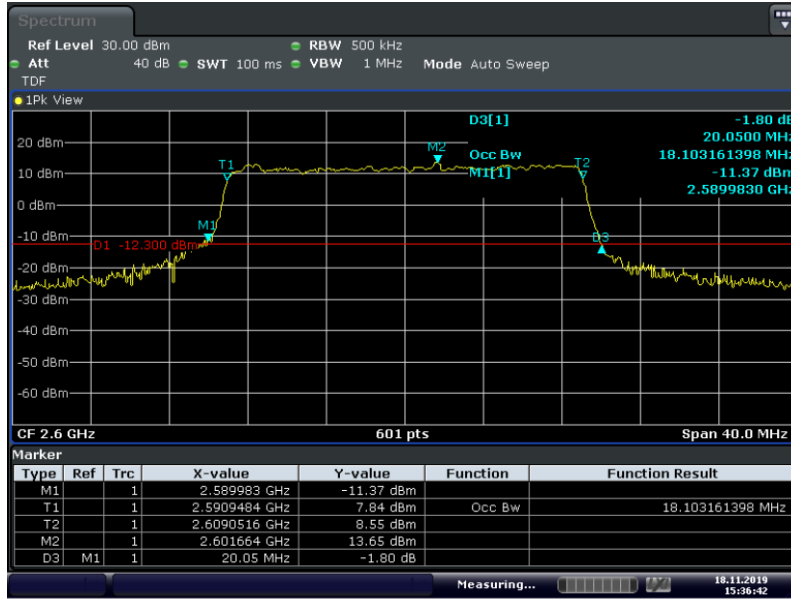 Spectrum
Ref Level 30.00 dBm RBW 500 kHz
Att 40 dB SWT 100 ms VBW 1 MHz Mode Auto Sweep
TDF
1Pk View
D3[1] -1.80 dB
20.0500 MHz
Occ Bw 18.103161398 MHz
M1[1] -11.37 dBm
2.5899830 GHz
20 dBm
10 dBm
0 dBm
-10 dBm
-20 dBm
-30 dBm
-40 dBm
-50 dBm
-60 dBm
T1
M2
T2
M1
D3
D1 -12.300 dBm
CF 2.6 GHz 601 pts Span 40.0 MHz
Marker
Type Ref Trc X-value Y-value Function Function Result
M1 1 2.589983 GHz -11.37 dBm
T1 1 2.5909484 GHz 7.84 dBm Occ Bw 18.103161398 MHz
T2 1 2.6090516 GHz 8.55 dBm
M2 1 2.601664 GHz 13.65 dBm
D3 M1 1 20.05 MHz -1.80 dB
Measuring... 18.11.2019
15:36:42